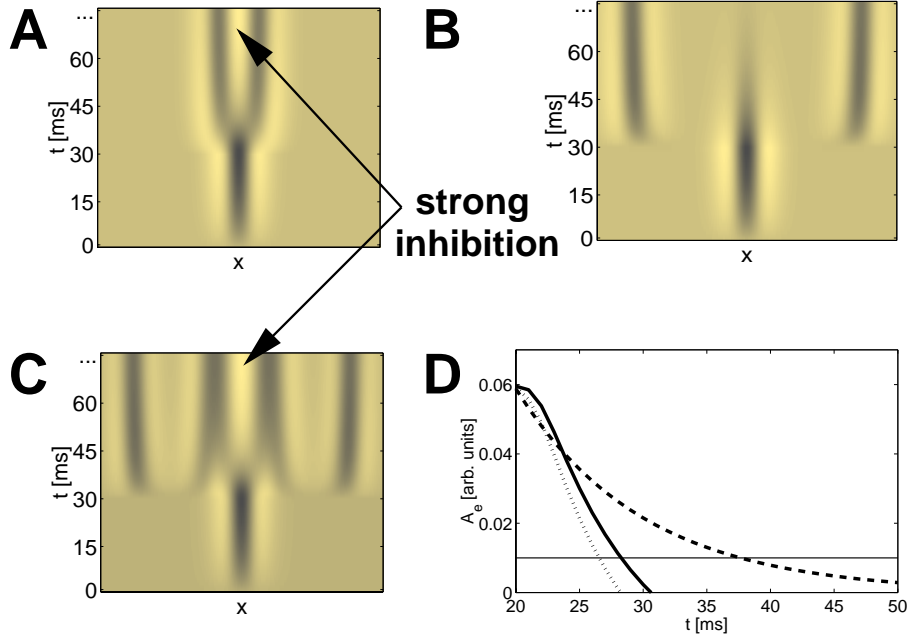 A
...
60
45
30
15
0
t [ms]
x
B
60
45
30
15
0
t [ms]
x
strong
inhibition
C
...
60
45
30
15
0
t [ms]
x
D
0.06
0.04
0.02
0
A_e [arb. units]
20 25 30 35 40 45 50
t [ms]